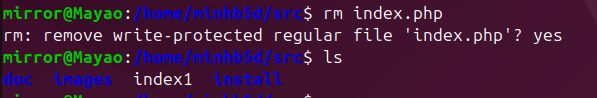 mirror@Mayao:/home/minhb5d/src$ rm index.php
rm: remove write-protected regular file 'index.php'? yes
mirror@Mayao:/home/minhb5d/src$ ls
doc images index1 install